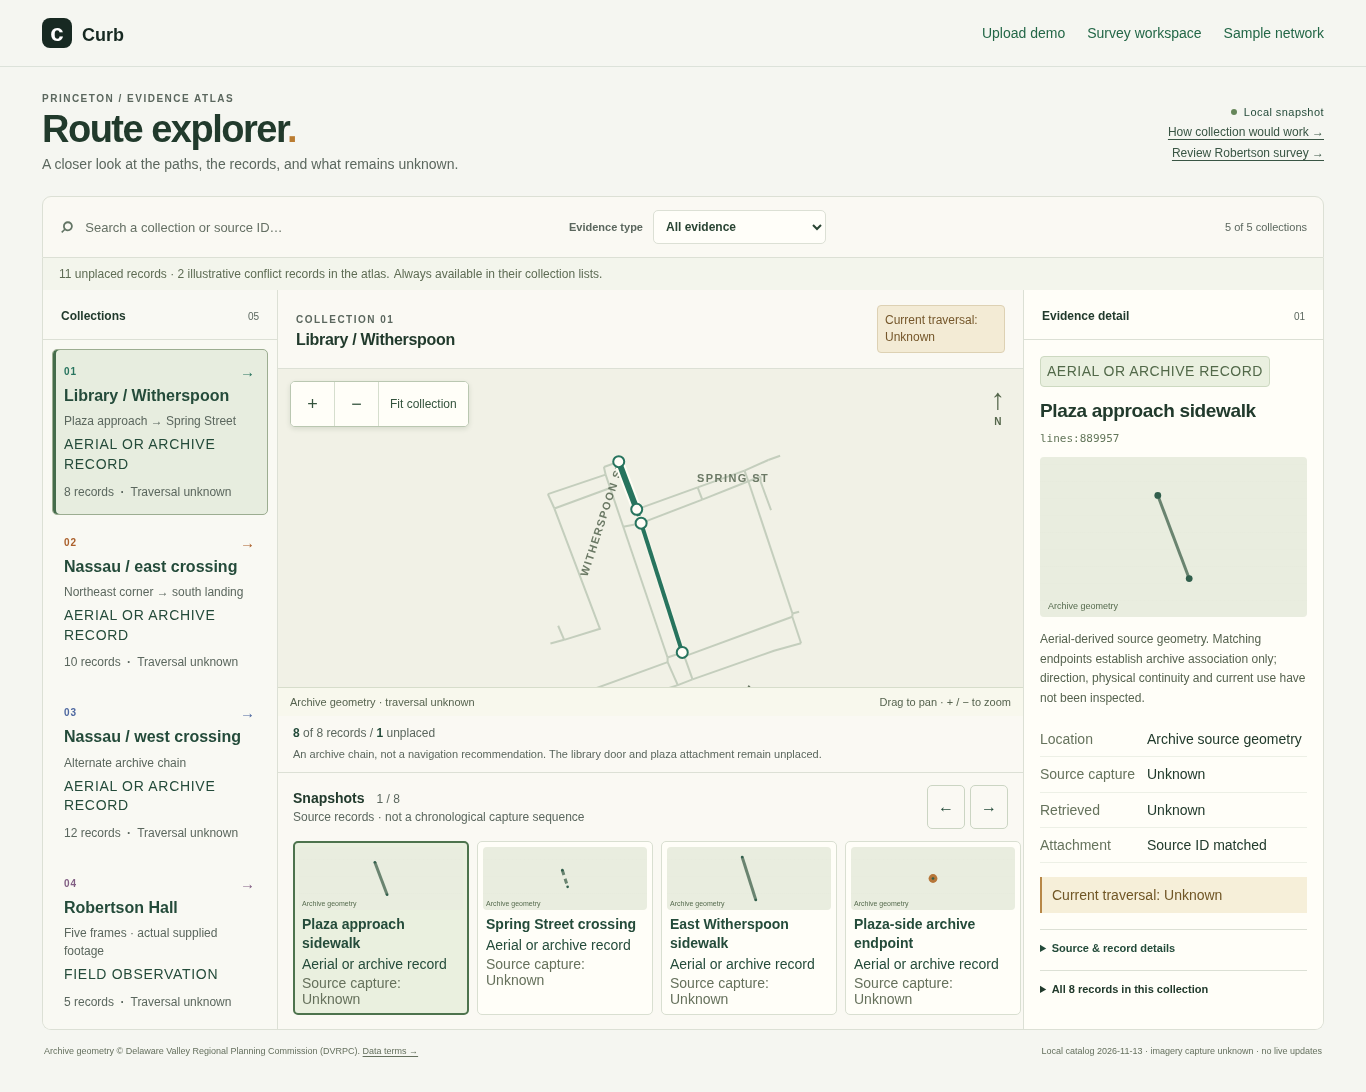 C Curb
Upload demo Survey workspace Sample network
PRINCETON / EVIDENCE ATLAS
Route explorer.
A closer look at the paths, the records, and what remains unknown.
Local snapshot
How collection would work →
Review Robertson survey →
Search a collection or source ID…
Evidence type All evidence
5 of 5 collections
11 unplaced records · 2 illustrative conflict records in the atlas. Always available in their collection lists.
Collections 05
01 →
Library / Witherspoon
Plaza approach → Spring Street
AERIAL OR ARCHIVE
RECORD
8 records · Traversal unknown
02 →
Nassau / east crossing
Northeast corner → south landing
AERIAL OR ARCHIVE
RECORD
10 records · Traversal unknown
03 →
Nassau / west crossing
Alternate archive chain
AERIAL OR ARCHIVE
RECORD
12 records · Traversal unknown
04 →
Robertson Hall
Five frames · actual supplied
footage
FIELD OBSERVATION
5 records · Traversal unknown
COLLECTION 01
Library / Witherspoon
Current traversal:
Unknown
+ − Fit collection
↑
N
SPRING ST
WITHERSPOON
Archive geometry · traversal unknown
Drag to pan · + / − to zoom
8 of 8 records / 1 unplaced
An archive chain, not a navigation recommendation. The library door and plaza attachment remain unplaced.
Snapshots 1 / 8
Source records · not a chronological capture sequence
← →
Archive geometry
Plaza approach
sidewalk
Aerial or archive record
Source capture:
Unknown
Archive geometry
Spring Street crossing
Aerial or archive record
Source capture:
Unknown
Archive geometry
East Witherspoon
sidewalk
Aerial or archive record
Source capture:
Unknown
Archive geometry
Plaza-side archive
endpoint
Aerial or archive record
Source capture:
Unknown
Evidence detail 01
AERIAL OR ARCHIVE RECORD
Plaza approach sidewalk
lines:889957
Archive geometry
Aerial-derived source geometry. Matching
endpoints establish archive association only;
direction, physical continuity and current use have
not been inspected.
Location Archive source geometry
Source capture Unknown
Retrieved Unknown
Attachment Source ID matched
Current traversal: Unknown
▶ Source & record details
▶ All 8 records in this collection
Archive geometry © Delaware Valley Regional Planning Commission (DVRPC). Data terms →
Local catalog 2026-11-13 · imagery capture unknown · no live updates